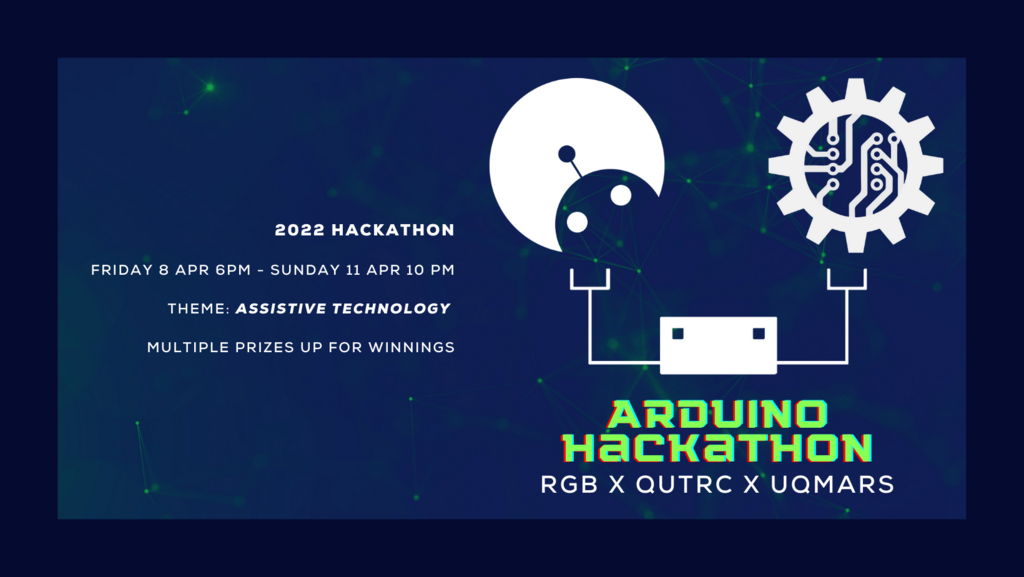 2022 HACKATHON
FRIDAY 8 APR 6PM - SUNDAY 11 APR 10 PM
THEME: ASSISTIVE TECHNOLOGY
MULTIPLE PRIZES UP FOR WINNINGS
ARDUINO
HACKATHON
RGB X QUTRC X UQMARS